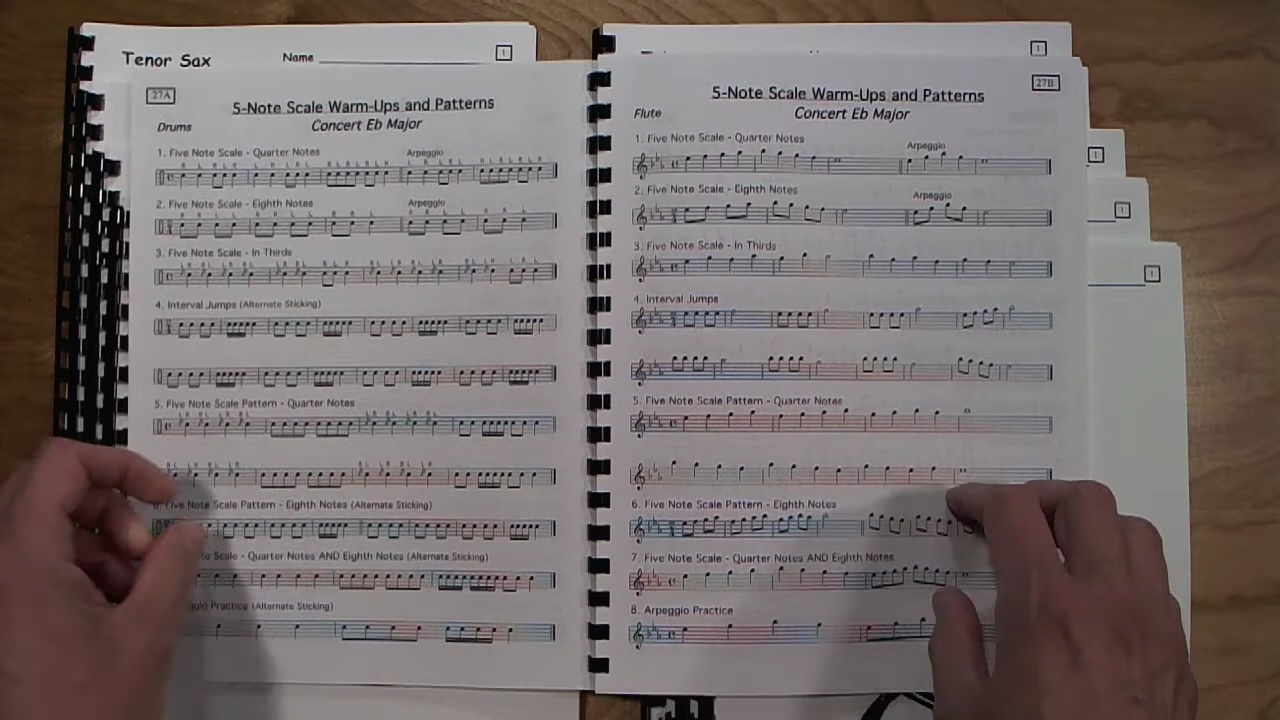 Tenor Sax Name 1
27A
5-Note Scale Warm-Ups and Patterns
Drums
Concert Eb Major
1. Five Note Scale - Quarter Notes
Arpeggio
2. Five Note Scale - Eighth Notes
Arpeggio
3. Five Note Scale - In Thirds
4. Interval Jumps (Alternate Sticking)
5. Five Note Scale Pattern - Quarter Notes
Five Note Scale Pattern - Eighth Notes (Alternate Sticking)
Scale - Quarter Notes AND Eighth Notes (Alternate Sticking)
Practice (Alternate Sticking)
1
27B
5-Note Scale Warm-Ups and Patterns
Flute
Concert Eb Major
1. Five Note Scale - Quarter Notes
Arpeggio
2. Five Note Scale - Eighth Notes
Arpeggio
3. Five Note Scale - In Thirds
4. Interval Jumps
5. Five Note Scale Pattern - Quarter Notes
6. Five Note Scale Pattern - Eighth Notes
7. Five Note Scale - Quarter Notes AND Eighth Notes
8. Arpeggio Practice
1
1
1